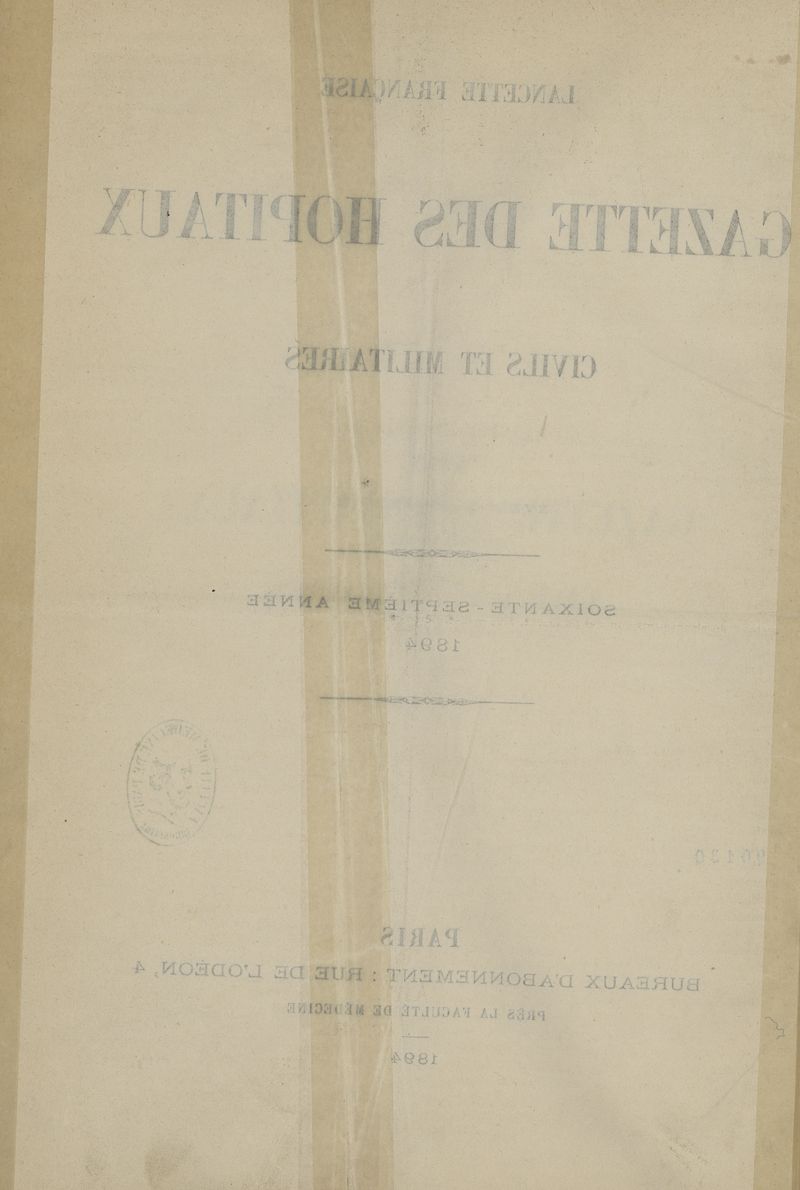 LANCETTE FRANÇAISE
GAZETTE DES HOPITAUX
CIVILS ET MILITAIRES
SOIXANTE-SEPTIÈME ANNÉE
1894
PARIS
BUREAUX D'ABONNEMENT : RUE DE L'ODÉON, 4
PRÈS LA FACULTÉ DE MÉDECINE
1894